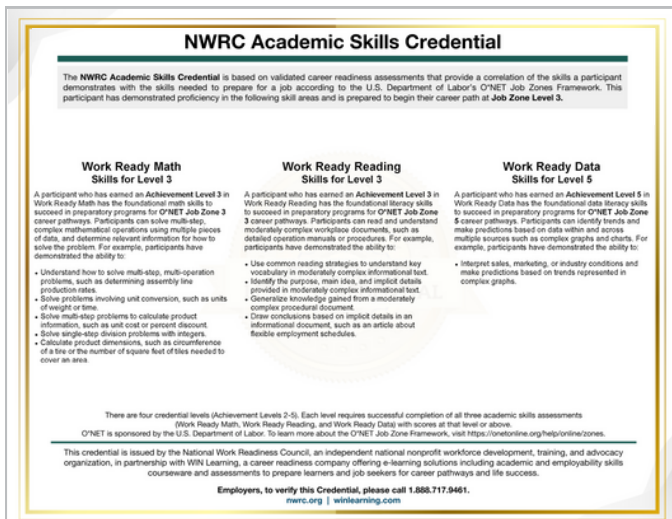 NWRC Academic Skills Credential
The NWRC Academic Skills Credential is based on validated career readiness assessments that provide a correlation of the skills a participant
demonstrates with the skills needed to prepare for a job according to the U.S. Department of Labor's O*NET Job Zones Framework. This
participant has demonstrated proficiency in the following skill areas and is prepared to begin their career path at Job Zone Level 3.
Work Ready Math
Skills for Level 3
A participant who has earned an Achievement Level 3 in
Work Ready Math has the foundational math skills to
succeed in preparatory programs for O*NET Job Zone 3
career pathways. Participants can solve multi-step,
complex mathematical operations using multiple pieces
of data, and determine relevant information for how to
solve the problem. For example, participants have
demonstrated the ability to:
• Understand how to solve multi-step, multi-operation
problems, such as determining assembly line
production rates.
• Solve problems involving unit conversion, such as units
of weight or time.
• Solve multi-step problems to calculate product
information, such as unit cost or percent discount.
• Solve single-step division problems with integers.
• Calculate product dimensions, such as circumference
of a tire or the number of square feet of tiles needed to
cover an area.
Work Ready Reading
Skills for Level 3
A participant who has earned an Achievement Level 3 in
Work Ready Reading has the foundational literacy skills
to succeed in preparatory programs for O*NET Job Zone
3 career pathways. Participants can read and understand
moderately complex workplace documents, such as
detailed operation manuals or procedures. For example,
participants have demonstrated the ability to:
• Use common reading strategies to understand key
vocabulary in moderately complex informational text.
• Identify the purpose, main idea, and implicit details
provided in moderately complex informational text.
• Generalize knowledge gained from a moderately
complex procedural document.
• Draw conclusions based on implicit details in an
informational document, such as an article about
flexible employment schedules.
Work Ready Data
Skills for Level 5
A participant who has earned an Achievement Level 5 in
Work Ready Data has the foundational data literacy skills
to succeed in preparatory programs for O*NET Job Zone
5 career pathways. Participants can identify trends and
make predictions based on data within and across
multiple sources such as complex graphs and charts. For
example, participants have demonstrated the ability to:
• Interpret sales, marketing, or industry conditions and
make predictions based on trends represented in
complex graphs.
There are four credential levels (Achievement Levels 2-5). Each level requires successful completion of all three academic skills assessments
(Work Ready Math, Work Ready Reading, and Work Ready Data) with scores at that level or above.
O*NET is sponsored by the U.S. Department of Labor. To learn more about the O*NET Job Zone Framework, visit https://onetonline.org/help/online/zones.
This credential is issued by the National Work Readiness Council, an independent national nonprofit workforce development, training, and advocacy
organization, in partnership with WIN Learning, a career readiness company offering e-learning solutions including academic and employability skills
courseware and assessments to prepare learners and job seekers for career pathways and life success.
Employers, to verify this Credential, please call 1.888.717.9461.
nwrc.org | winlearning.com